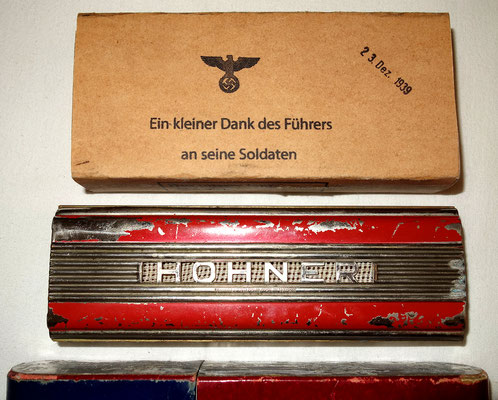 23. Dez. 1939
Ein kleiner Dank des Führers
an seine Soldaten
HOHNER